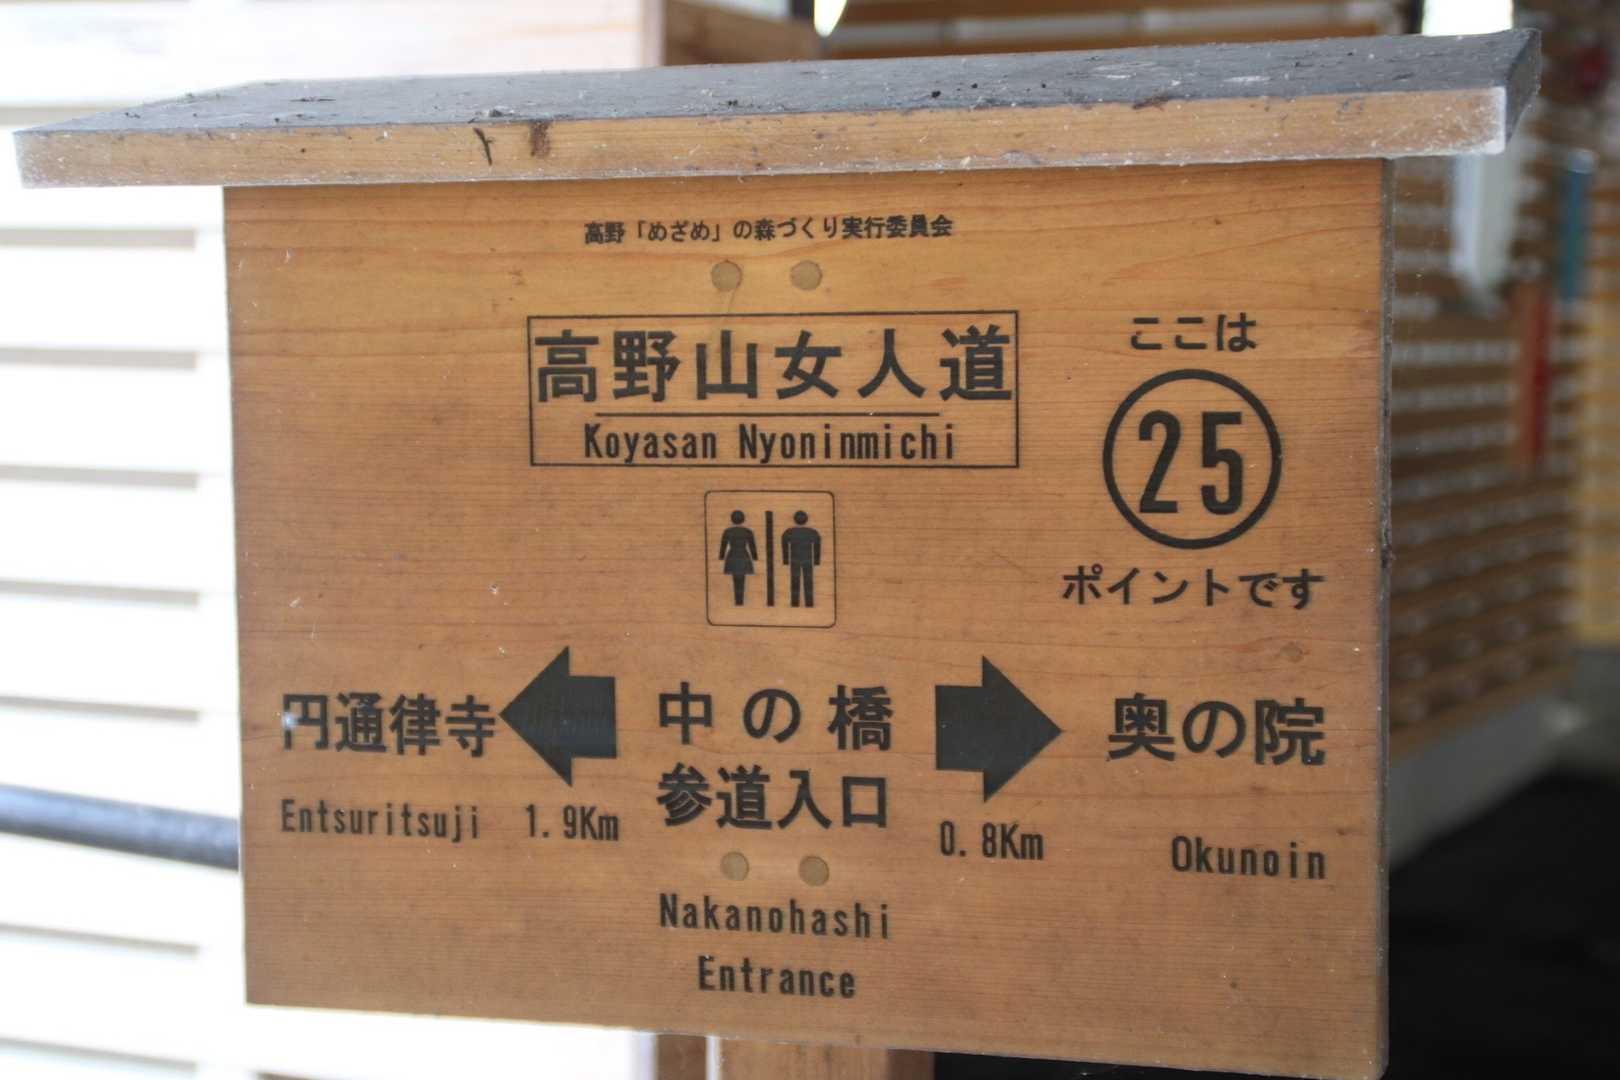 高野「めざめ」の森づくり実行委員会
高野山女人道
Koyasan Nyoninmichi
ここは
25
ポイントです
円通律寺
Entsuritsuji 1.9Km
中の橋
参道入口
Nakanohashi
Entrance
奥の院
0.8Km Okunoin